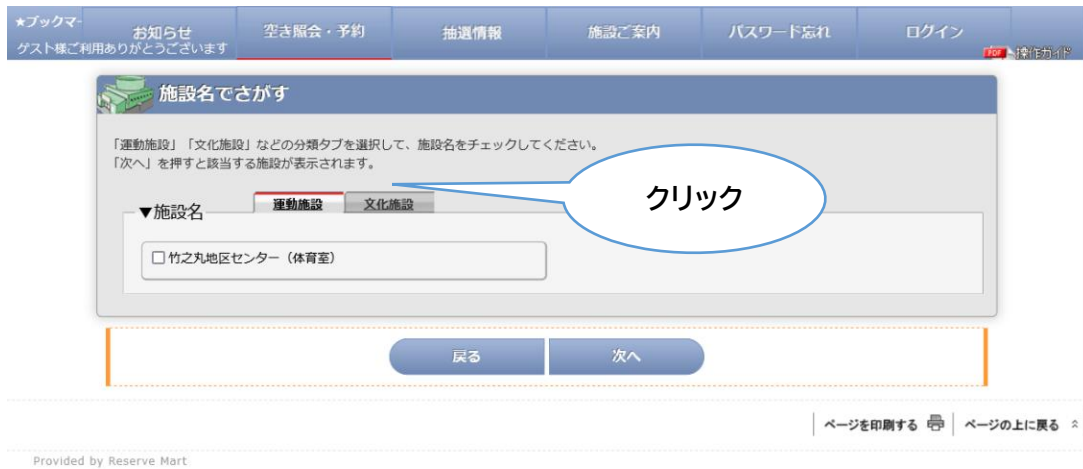 ★ブックマー
お知らせ
空き照会・予約
抽選情報
施設ご案内
パスワード忘れ
ログイン
ゲスト様ご利用ありがとうございます
PDF 操作ガイド
施設名でさがす
「運動施設」「文化施設」などの分類タブを選択して、施設名をチェックしてください。
「次へ」を押すと該当する施設が表示されます。
クリック
▼施設名
運動施設
文化施設
竹之丸地区センター（体育室）
戻る
次へ
ページを印刷する
ページの上に戻る
Provided by Reserve Mart